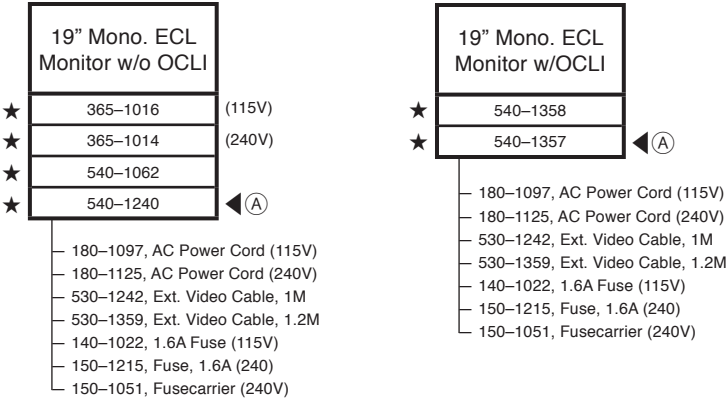 19” Mono. ECL
Monitor w/o OCLI
★ 365–1016 (115V)
★ 365–1014 (240V)
★ 540–1062
★ 540–1240 Ⓐ
180–1097, AC Power Cord (115V)
180–1125, AC Power Cord (240V)
530–1242, Ext. Video Cable, 1M
530–1359, Ext. Video Cable, 1.2M
140–1022, 1.6A Fuse (115V)
150–1215, Fuse, 1.6A (240)
150–1051, Fusecarrier (240V)
19” Mono. ECL
Monitor w/OCLI
★ 540–1358
★ 540–1357 Ⓐ
180–1097, AC Power Cord (115V)
180–1125, AC Power Cord (240V)
530–1242, Ext. Video Cable, 1M
530–1359, Ext. Video Cable, 1.2M
140–1022, 1.6A Fuse (115V)
150–1215, Fuse, 1.6A (240)
150–1051, Fusecarrier (240V)